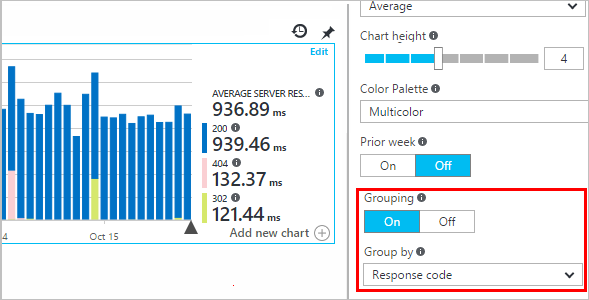 Edit
AVERAGE SERVER RES...
936.89 ms
200
939.46 ms
404
132.37 ms
302
121.44 ms
4
Oct 15
Add new chart
Average
Chart height
4
Color Palette
Multicolor
Prior week
On Off
Grouping
On Off
Group by
Response code